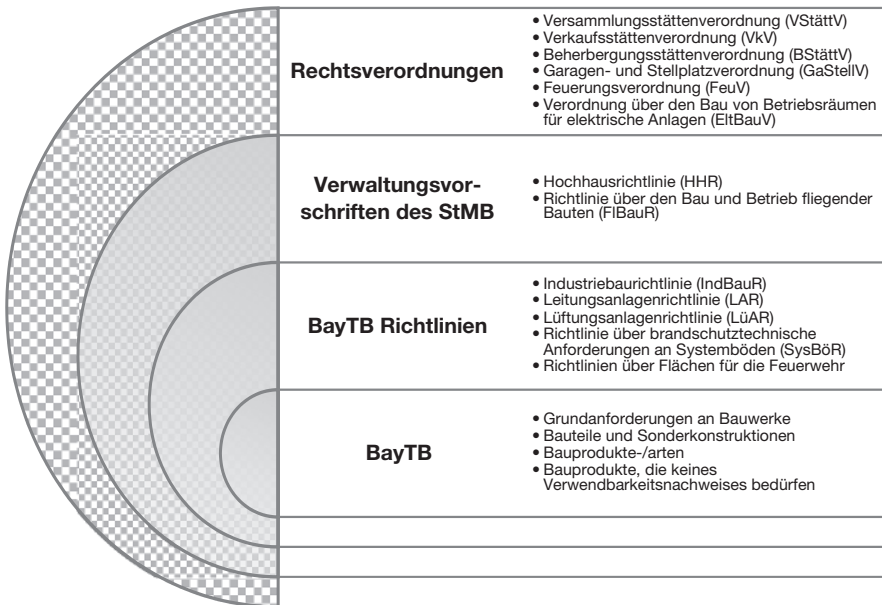 Rechtsverordnungen
• Versammlungsstättenverordnung (VStättV)
• Verkaufsstättenverordnung (VkV)
• Beherbergungsstättenverordnung (BStättV)
• Garagen- und Stellplatzverordnung (GaStellV)
• Feuerungsverordnung (FeuV)
• Verordnung über den Bau von Betriebsräumen
für elektrische Anlagen (EltBauV)
Verwaltungsvor-
schriften des StMB
• Hochhausrichtlinie (HHR)
• Richtlinie über den Bau und Betrieb fliegender
Bauten (FlBauR)
BayTB Richtlinien
• Industriebaurichtlinie (IndBauR)
• Leitungsanlagenrichtlinie (LAR)
• Lüftungsanlagenrichtlinie (LüAR)
• Richtlinie über brandschutztechnische
Anforderungen an Systemböden (SysBöR)
• Richtlinien über Flächen für die Feuerwehr
BayTB
• Grundanforderungen an Bauwerke
• Bauteile und Sonderkonstruktionen
• Bauprodukte-/arten
• Bauprodukte, die keines
Verwendbarkeitsnachweises bedürfen